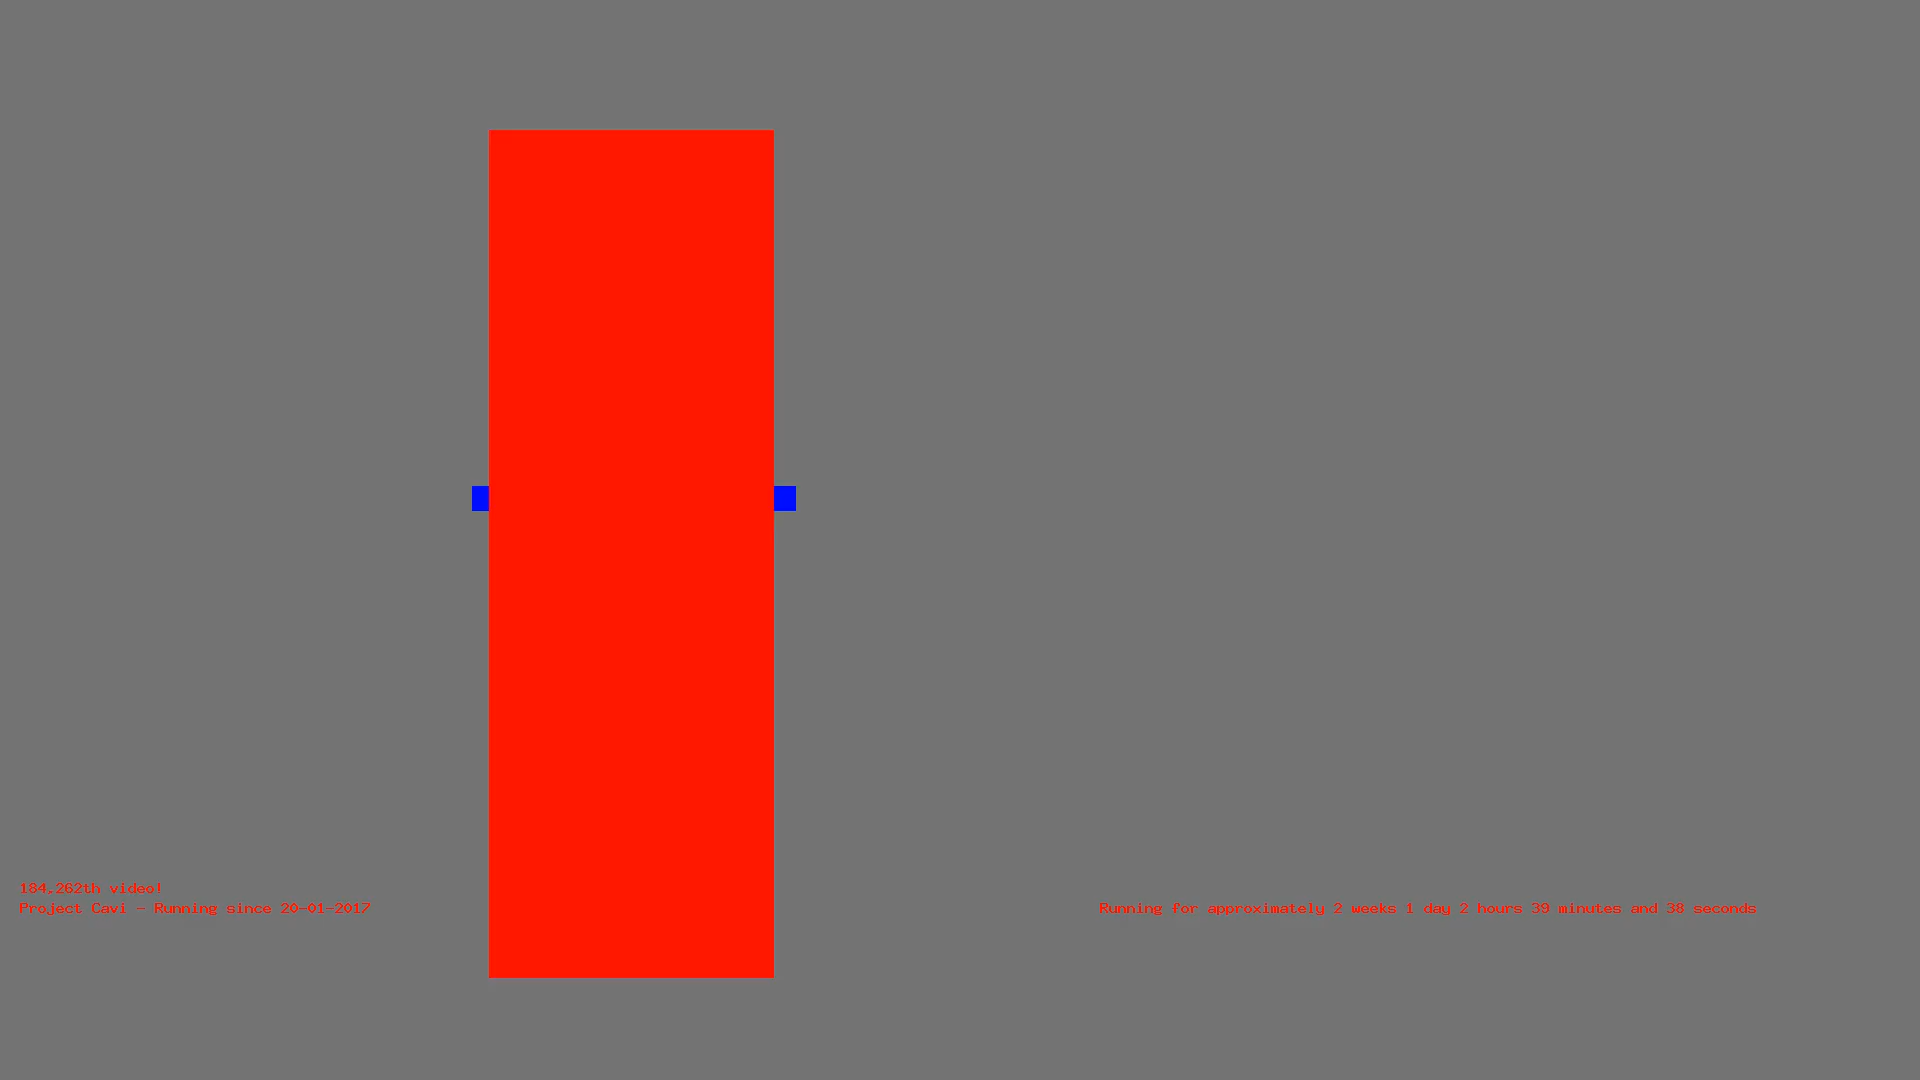 184.262th video!
Project Cavi - Running since 20-01-2017
Running for approximately 2 weeks 1 day 2 hours 39 minutes and 38 seconds